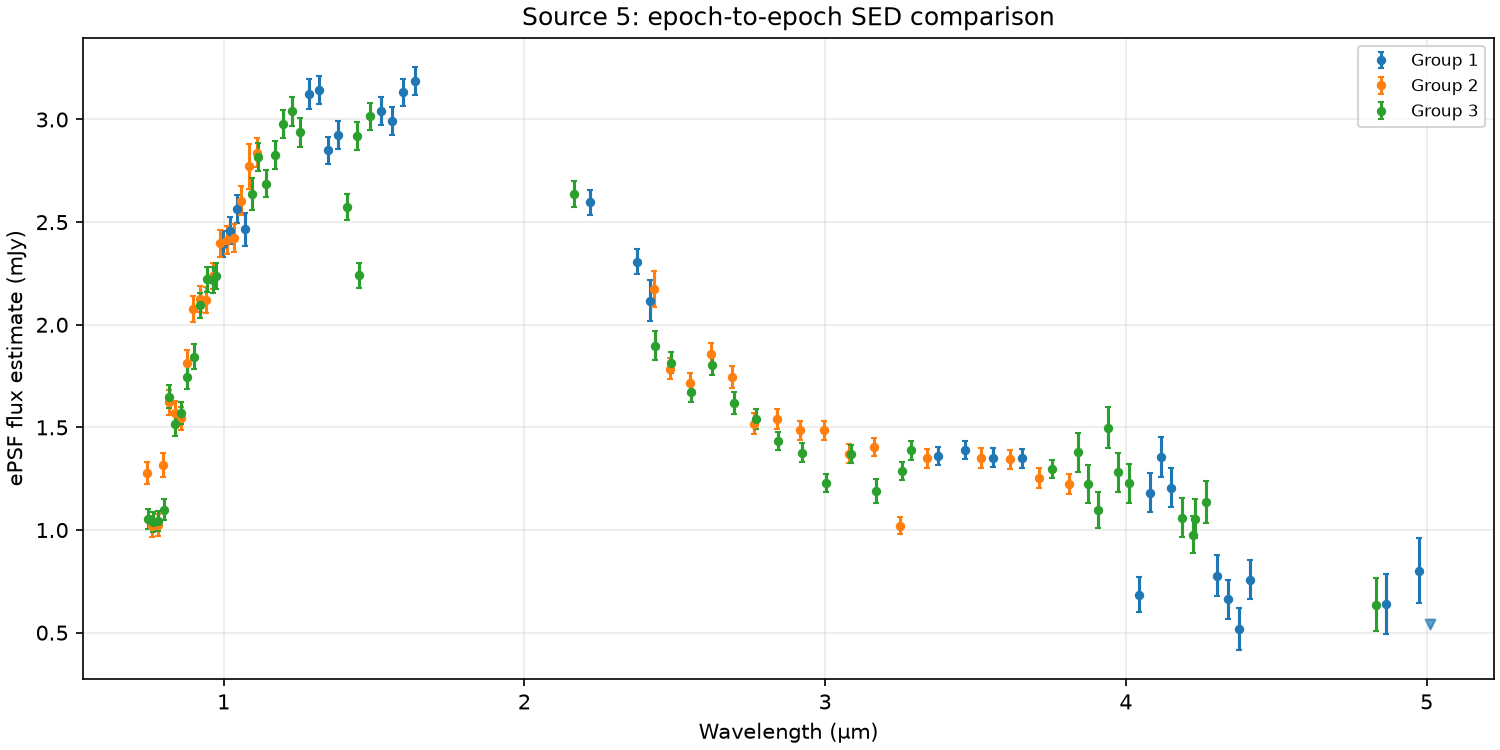 Source 5: epoch-to-epoch SED comparison
ePSF flux estimate (mJy)
3.0
2.5
2.0
1.5
1.0
0.5
Group 1
Group 2
Group 3
1 2 3 4 5
Wavelength (μm)